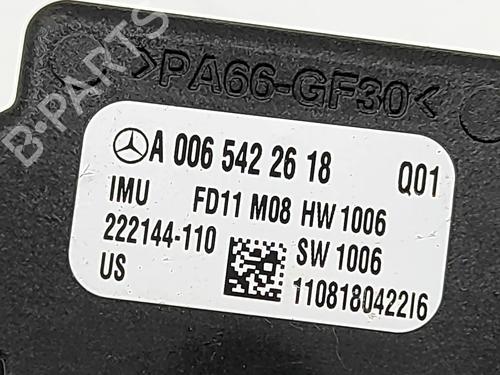 B-PARTS
>PA66-GF30<
A 006 542 26 18 Q01
IMU FD11 M08 HW 1006
222144-110 SW 1006
US 110818042216